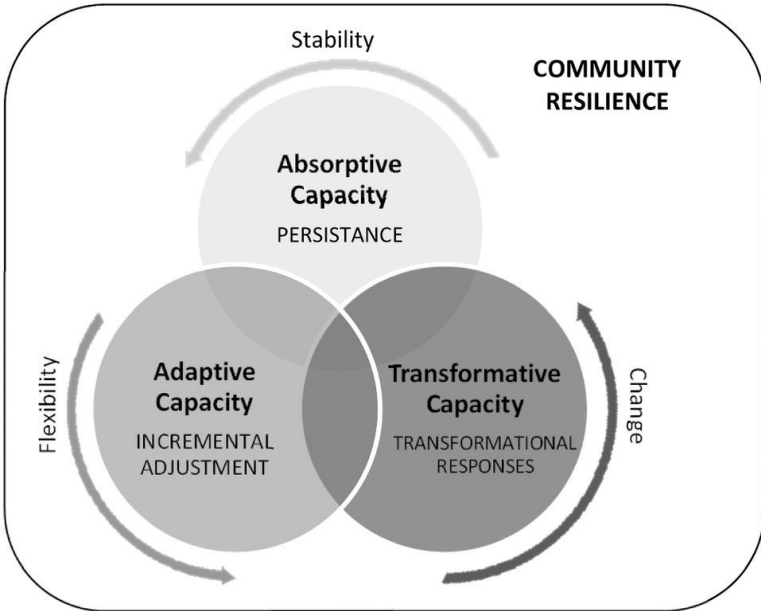 Stability
COMMUNITY
RESILIENCE
Absorptive
Capacity
PERSISTANCE
Flexibility
Adaptive
Capacity
INCREMENTAL
ADJUSTMENT
Transformative
Capacity
TRANSFORMATIONAL
RESPONSES
Change